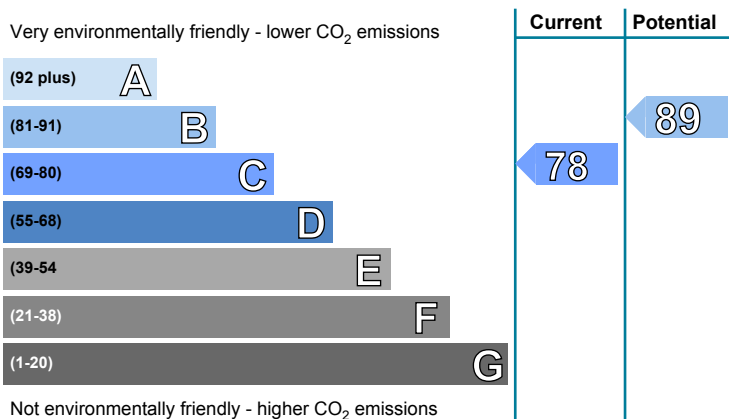 Very environmentally friendly - lower CO2 emissions
Current
Potential
(92 plus) A
(81-91) B
89
(69-80) C
78
(55-68) D
(39-54 E
(21-38) F
(1-20) G
Not environmentally friendly - higher CO2 emissions